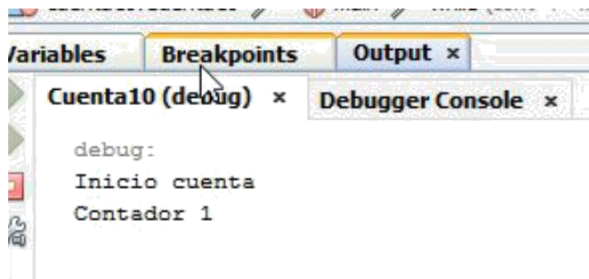 Variables Breakpoints Output ×
Cuenta10 (debug) × Debugger Console ×
debug:
Inicio cuenta
Contador 1